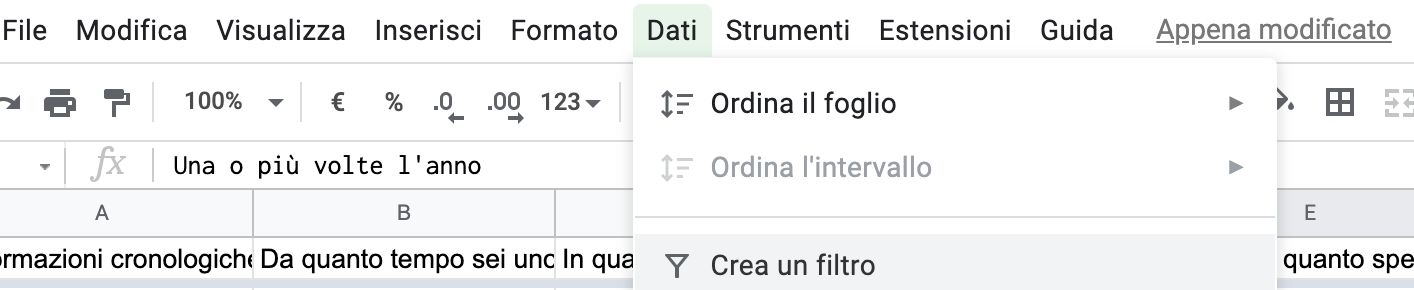 File Modifica Visualizza Inserisci Formato Dati Strumenti Estensioni Guida Appena modificato
100% € % .0 .00 123
Ordina il foglio
Ordina l'intervallo
fx Una o più volte l'anno
A B E
ormazioni cronologiche Da quanto tempo sei uno In qua quanto spe
Crea un filtro